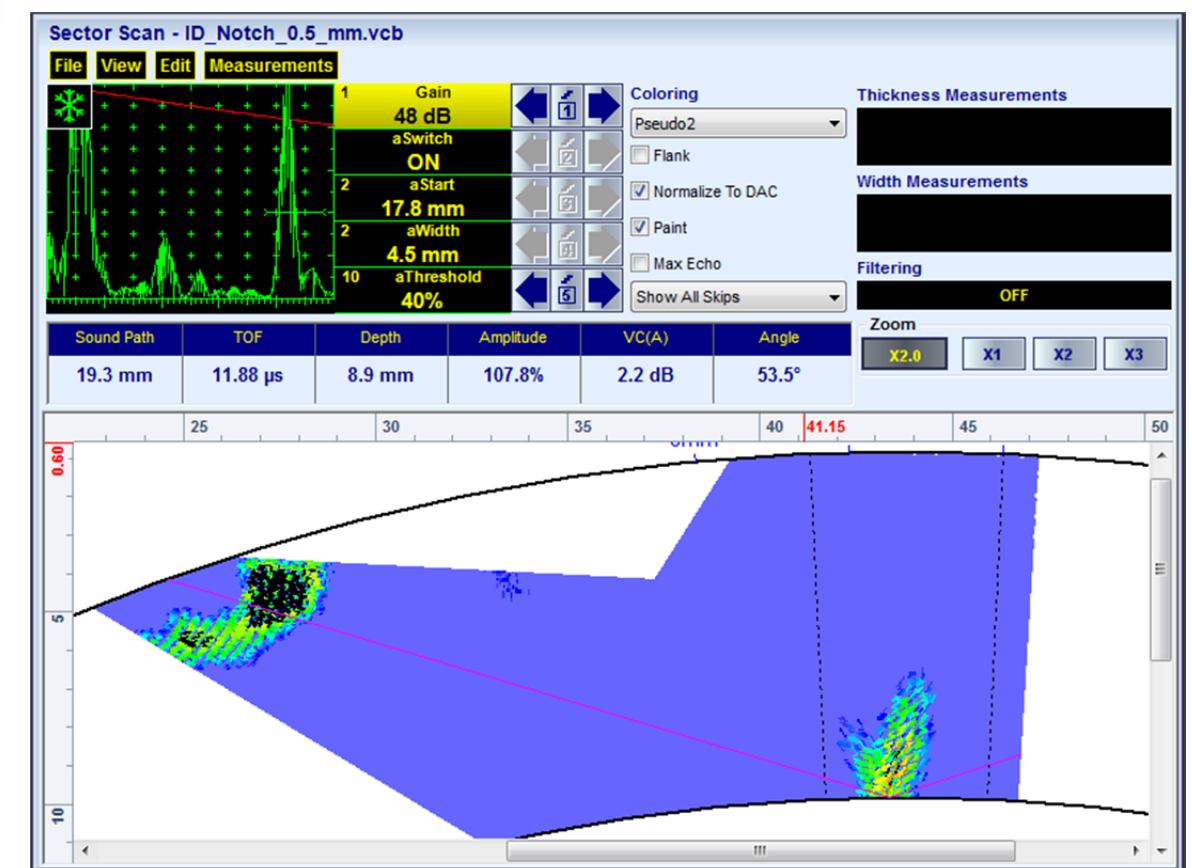 Sector Scan - ID_Notch_0.5_mm.vcb
File View Edit Measurements
1 Gain
48 dB
1
aSwitch
ON
2
2 aStart
17.8 mm
2 aWidth
4.5 mm
10 aThreshold
40%
5
Coloring
Pseudo2
Flank
Normalize To DAC
Paint
Max Echo
Show All Skips
Thickness Measurements
Width Measurements
Filtering
OFF
Zoom
X2.0 X1 X2 X3
Sound Path TOF Depth Amplitude VC(A) Angle
19.3 mm 11.88 µs 8.9 mm 107.8% 2.2 dB 53.5°
25 30 35 40 41.15 45 50
0.60
5
10